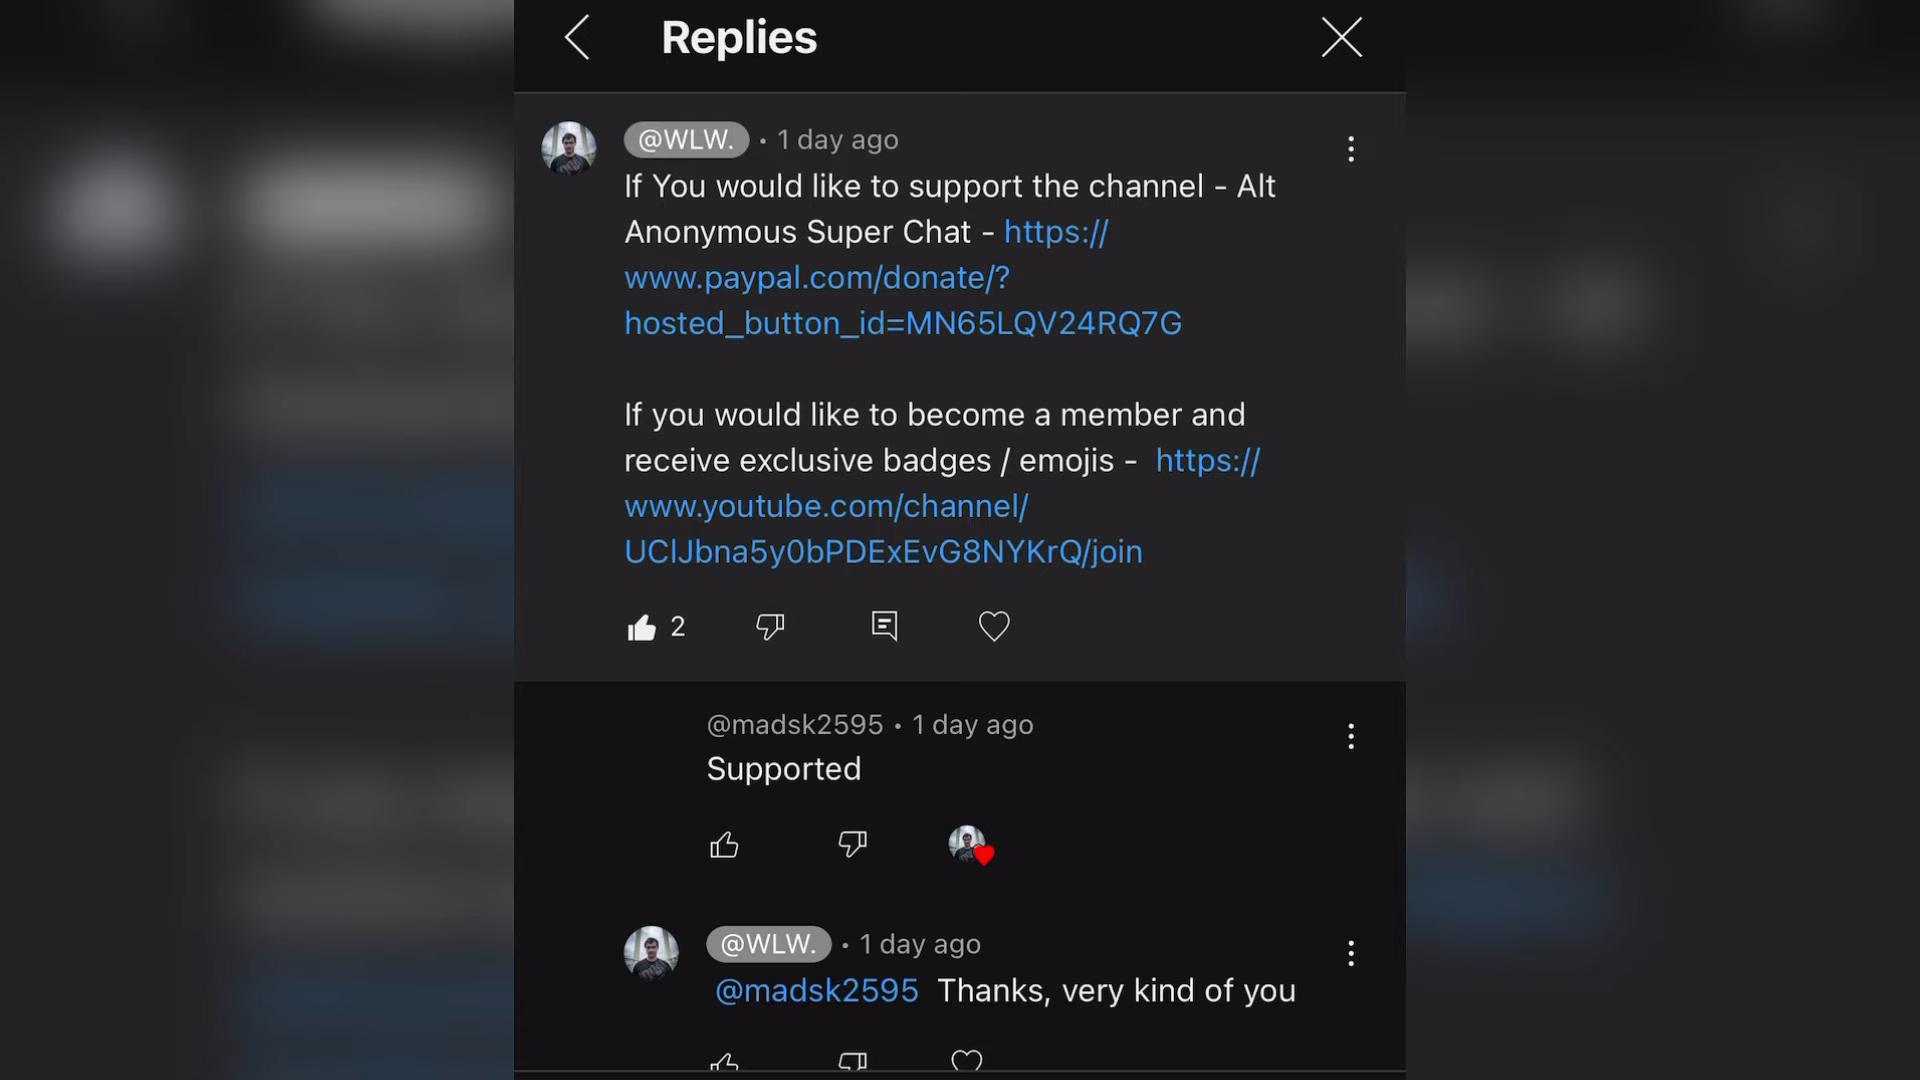 Replies
@WLW. • 1 day ago
If You would like to support the channel - Alt
Anonymous Super Chat - https://
www.paypal.com/donate/?
hosted_button_id=MN65LQV24RQ7G
If you would like to become a member and
receive exclusive badges / emojis -  https://
www.youtube.com/channel/
UClJbna5y0bPDExEvG8NYKrQ/join
2
@madsk2595 • 1 day ago
Supported
@WLW. • 1 day ago
@madsk2595  Thanks, very kind of you